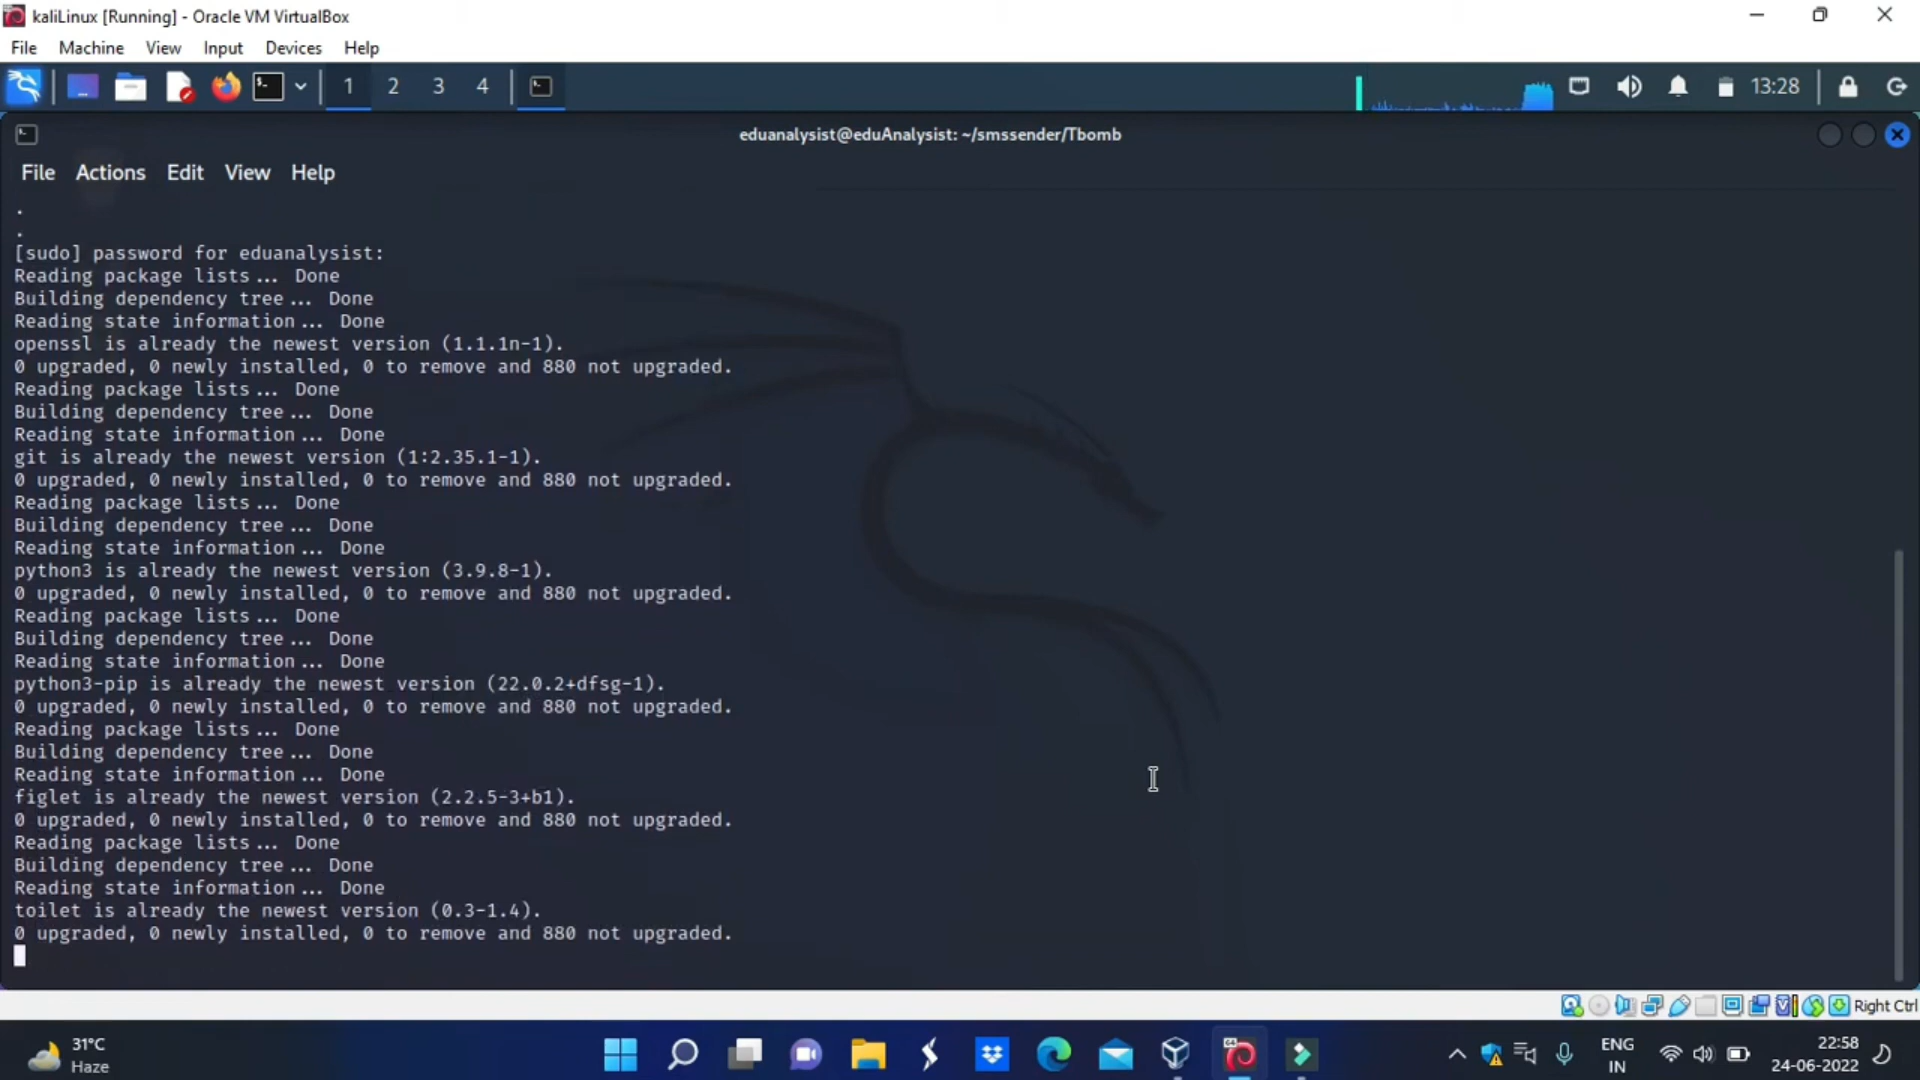 kaliLinux [Running] - Oracle VM VirtualBox
File Machine View Input Devices Help
1 2 3 4
13:28
eduanalysist@eduAnalysist: ~/smssender/Tbomb
File Actions Edit View Help
.
.
[sudo] password for eduanalysist:
Reading package lists... Done
Building dependency tree... Done
Reading state information... Done
openssl is already the newest version (1.1.1n-1).
0 upgraded, 0 newly installed, 0 to remove and 880 not upgraded.
Reading package lists... Done
Building dependency tree... Done
Reading state information... Done
git is already the newest version (1:2.35.1-1).
0 upgraded, 0 newly installed, 0 to remove and 880 not upgraded.
Reading package lists... Done
Building dependency tree... Done
Reading state information... Done
python3 is already the newest version (3.9.8-1).
0 upgraded, 0 newly installed, 0 to remove and 880 not upgraded.
Reading package lists... Done
Building dependency tree... Done
Reading state information... Done
python3-pip is already the newest version (22.0.2+dfsg-1).
0 upgraded, 0 newly installed, 0 to remove and 880 not upgraded.
Reading package lists... Done
Building dependency tree... Done
Reading state information... Done
figlet is already the newest version (2.2.5-3+b1).
0 upgraded, 0 newly installed, 0 to remove and 880 not upgraded.
Reading package lists... Done
Building dependency tree... Done
Reading state information... Done
toilet is already the newest version (0.3-1.4).
0 upgraded, 0 newly installed, 0 to remove and 880 not upgraded.
Right Ctrl
31°C
Haze
ENG
IN
22:58
24-06-2022